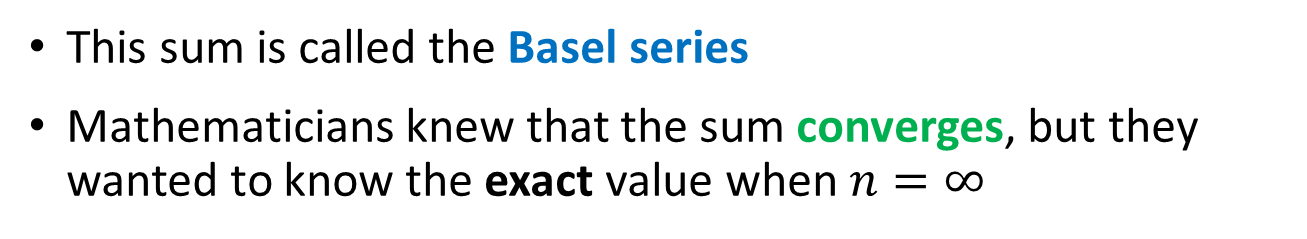 • This sum is called the Basel series
• Mathematicians knew that the sum converges, but they
wanted to know the exact value when n = ∞